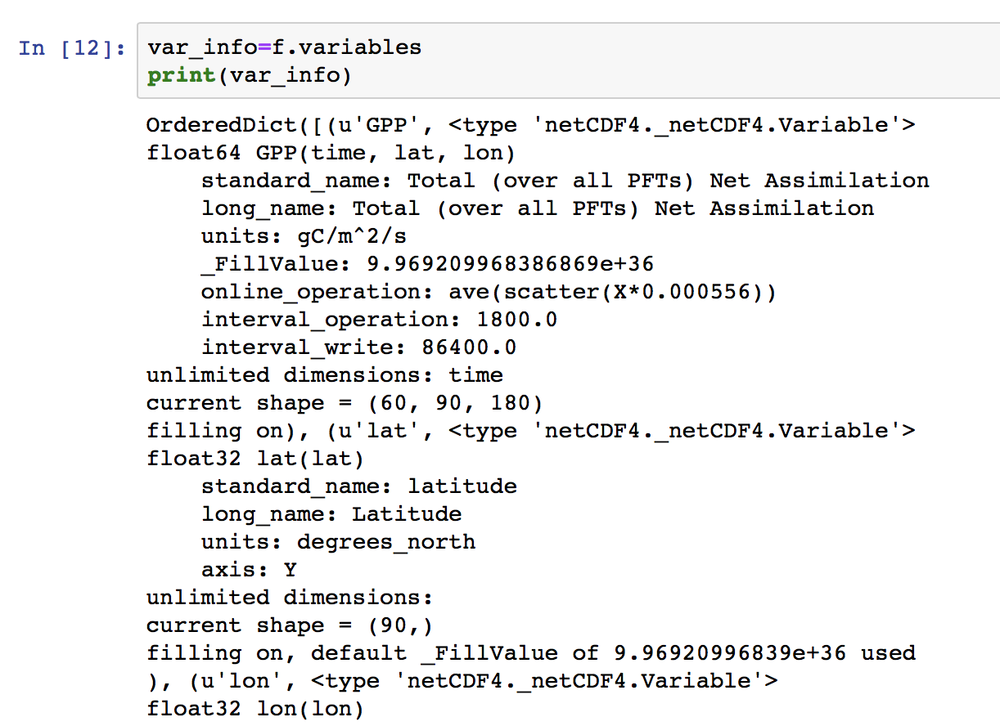 In [12]: var_info=f.variables
print(var_info)
OrderedDict([(u'GPP', <type 'netCDF4._netCDF4.Variable'>
float64 GPP(time, lat, lon)
    standard_name: Total (over all PFTs) Net Assimilation
    long_name: Total (over all PFTs) Net Assimilation
    units: gC/m^2/s
    _FillValue: 9.969209968386869e+36
    online_operation: ave(scatter(X*0.000556))
    interval_operation: 1800.0
    interval_write: 86400.0
unlimited dimensions: time
current shape = (60, 90, 180)
filling on), (u'lat', <type 'netCDF4._netCDF4.Variable'>
float32 lat(lat)
    standard_name: latitude
    long_name: Latitude
    units: degrees_north
    axis: Y
unlimited dimensions:
current shape = (90,)
filling on, default _FillValue of 9.96920996839e+36 used
), (u'lon', <type 'netCDF4._netCDF4.Variable'>
float32 lon(lon)